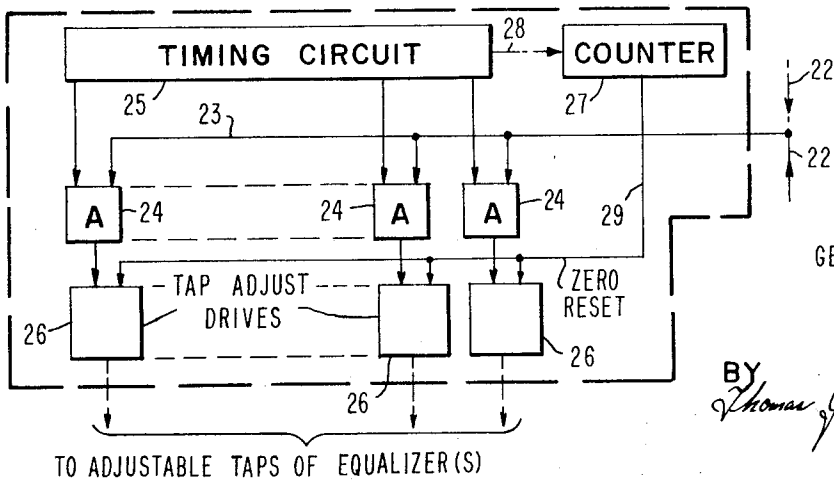 TIMING CIRCUIT
28
COUNTER
22
25
27
23
22
A
24
24
A
24
A
29
GE
TAP ADJUST
DRIVES
ZERO
RESET
26
26
26
BY
Thomas
TO ADJUSTABLE TAPS OF EQUALIZER(S)